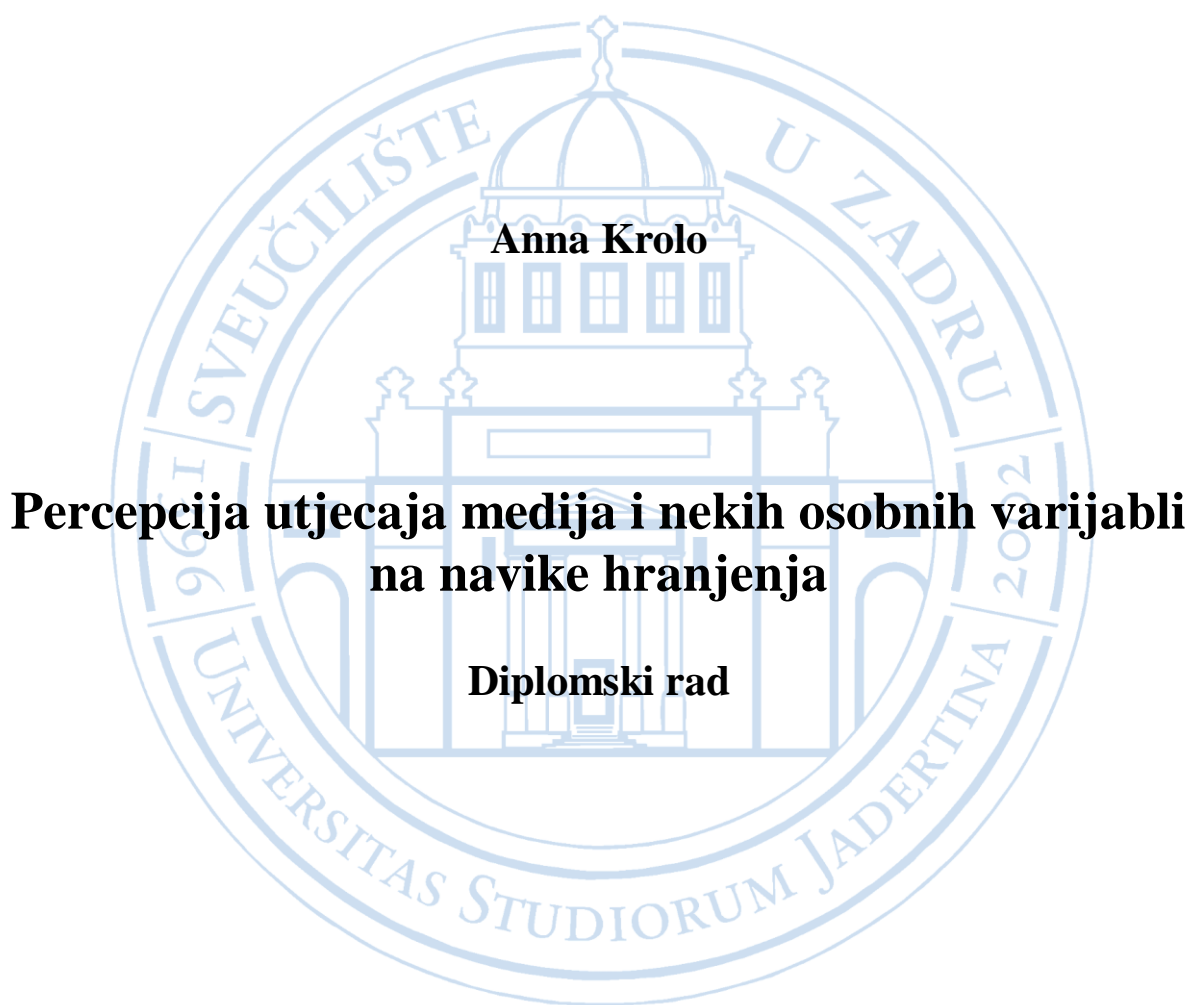 SVEUČILIŠTE U ZADRU
Anna Krolo
1396
2002
Percepcija utjecaja medija i nekih osobnih varijabli
na navike hranjenja
Diplomski rad
UNIVERSITAS STUDIORUM JADERTINA